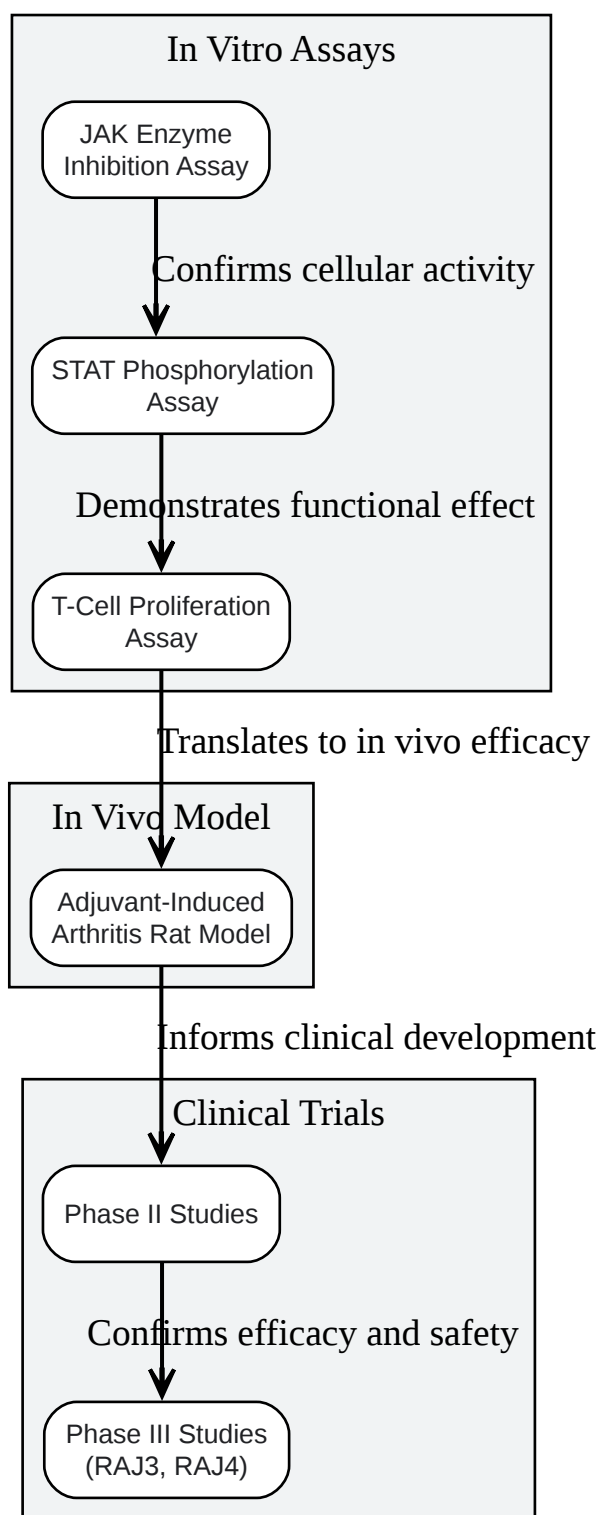 In Vitro Assays
JAK Enzyme
Inhibition Assay
Confirms cellular activity
STAT Phosphorylation
Assay
Demonstrates functional effect
T-Cell Proliferation
Assay
Translates to in vivo efficacy
In Vivo Model
Adjuvant-Induced
Arthritis Rat Model
Informs clinical development
Clinical Trials
Phase II Studies
Confirms efficacy and safety
Phase III Studies
(RAJ3, RAJ4)